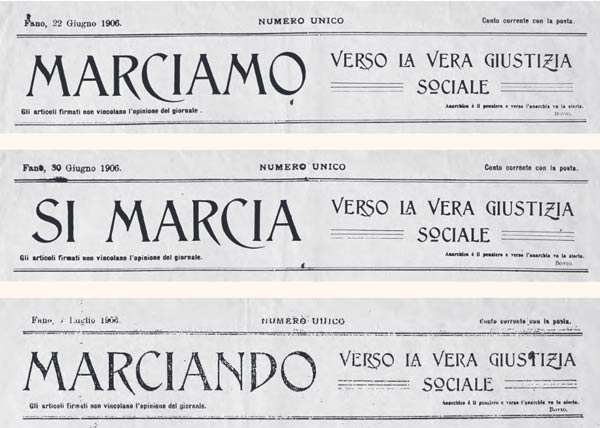 Fano, 22 Giugno 1906.
NUMERO UNICO
Conto corrente con la posta.
MARCIAMO
VERSO LA VERA GIUSTIZIA
SOCIALE
Gli articoli firmati non vincolano l'opinione del giornale.
Anarchico è il pensiero e verso l'anarchia va la storia.
BOVIO.
Fano, 30 Giugno 1906.
NUMERO UNICO
Conto corrente con la posta.
SI MARCIA
VERSO LA VERA GIUSTIZIA
SOCIALE
Gli articoli firmati non vincolano l'opinione del giornale.
Anarchico è il pensiero e verso l'anarchia va la storia.
BOVIO.
Fano, Luglio 1906.
NUMERO UNICO
Conto corrente con la posta.
MARCIANDO
VERSO LA VERA GIUSTIZIA
SOCIALE
Gli articoli firmati non vincolano l'opinione del giornale.
Anarchico è il pensiero e verso l'anarchia va la storia.
BOVIO.